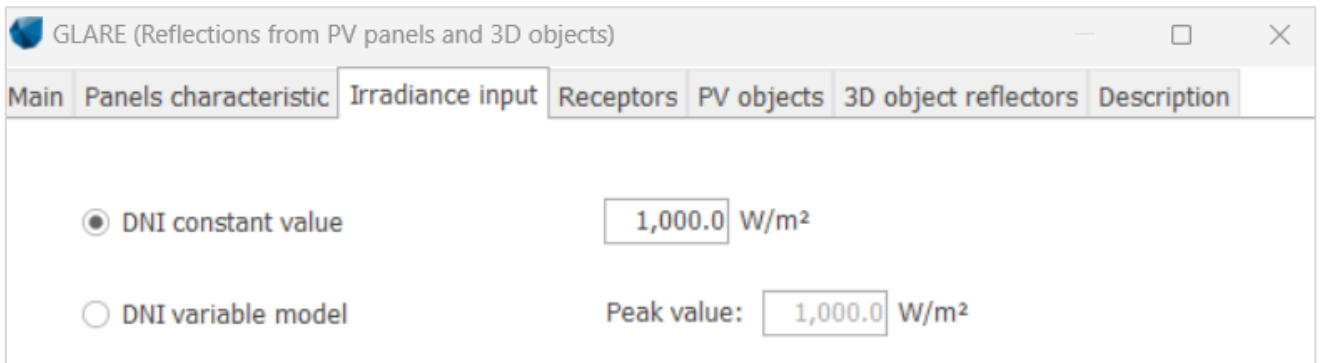 GLARE (Reflections from PV panels and 3D objects)
Main Panels characteristic Irradiance input Receptors PV objects 3D object reflectors Description
DNI constant value 1,000.0 W/m²
DNI variable model Peak value: 1,000.0 W/m²